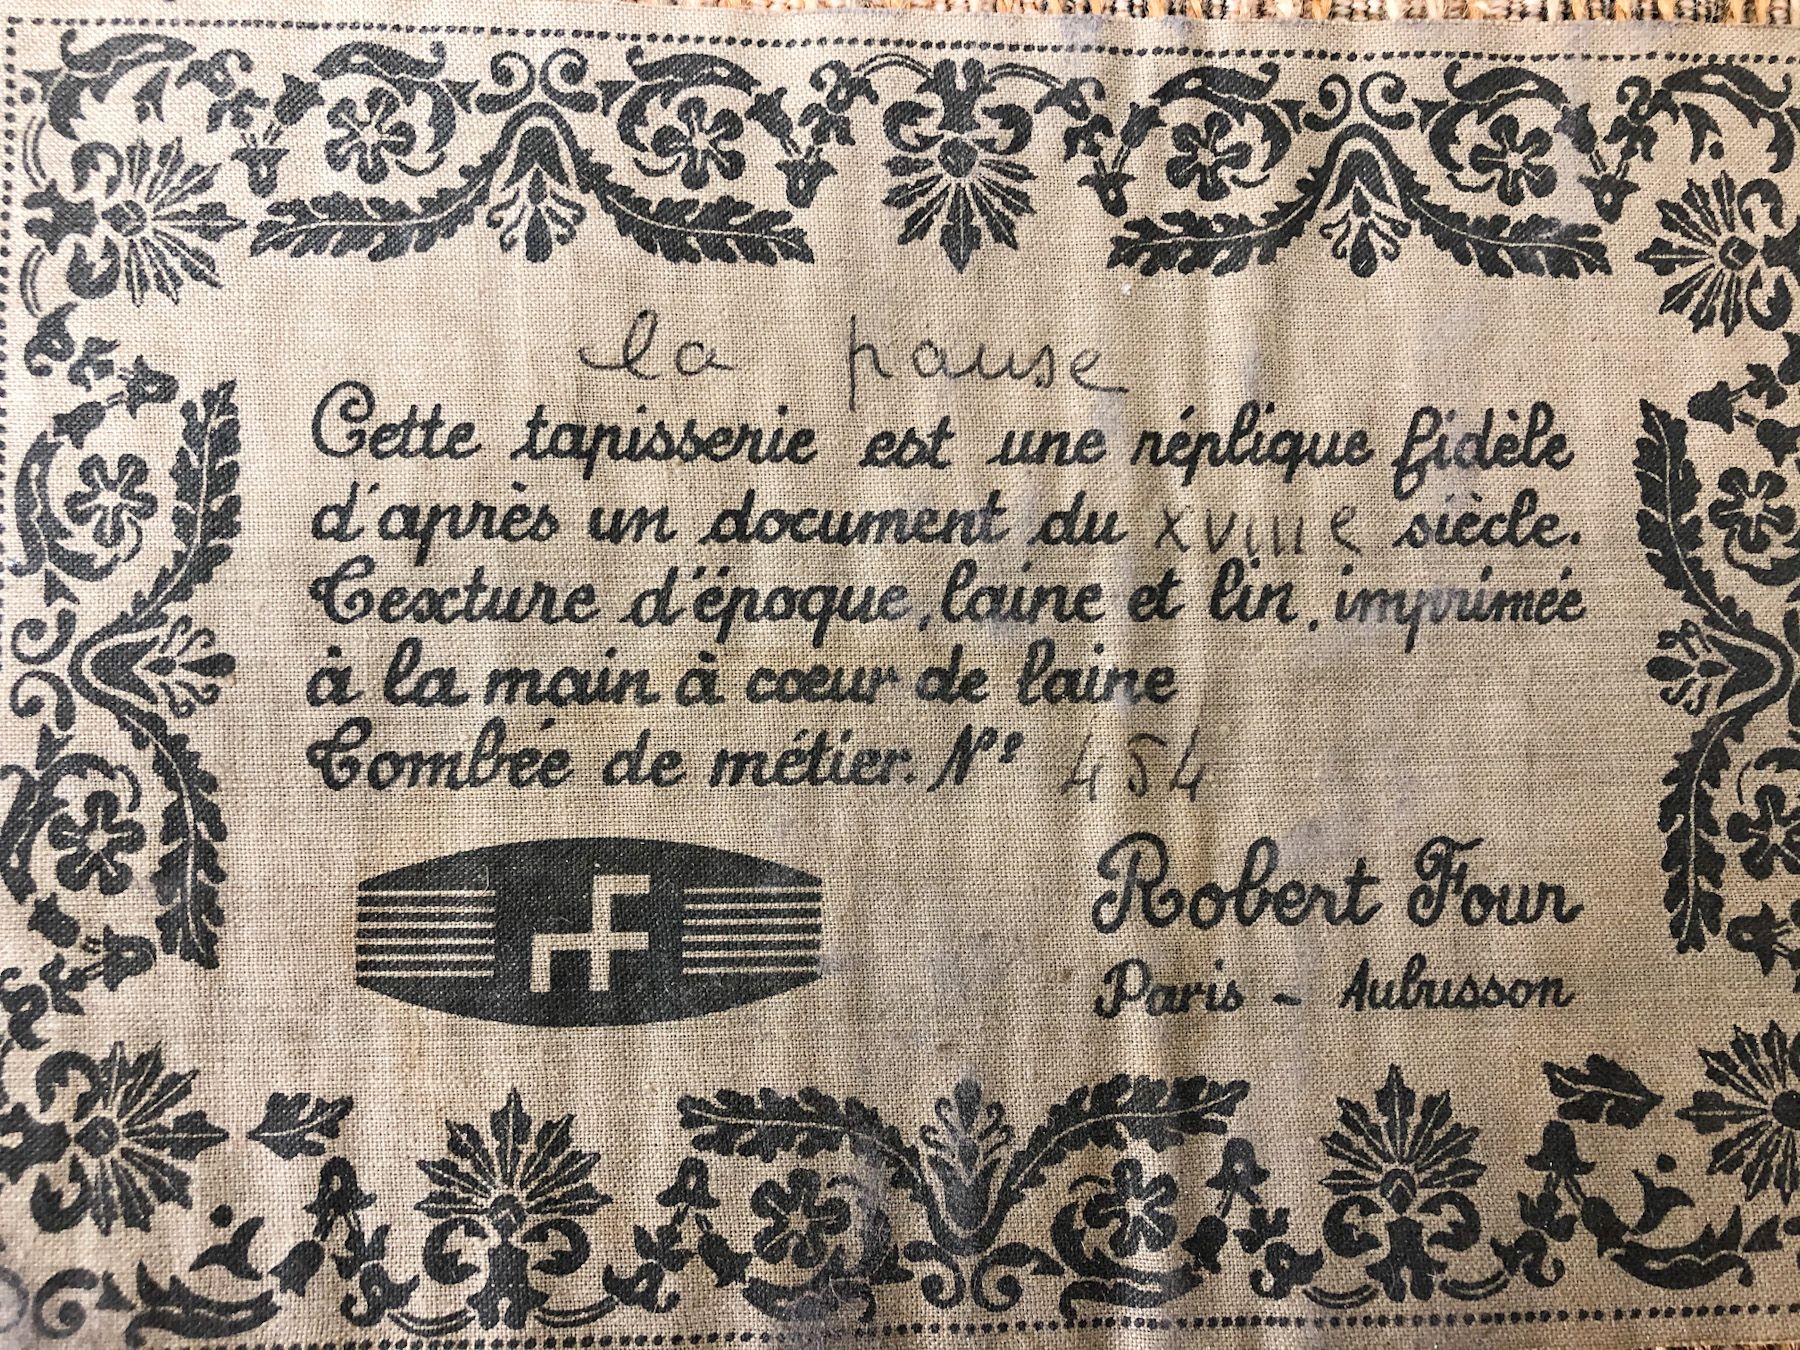 la pause
Cette tapisserie est une réplique fidèle
d'après un document du XVIIIe siècle.
Texture d'époque, laine et lin, imprimée
à la main à cœur de laine
Tombée de métier. N° 454
Robert Four
Paris - Aubusson